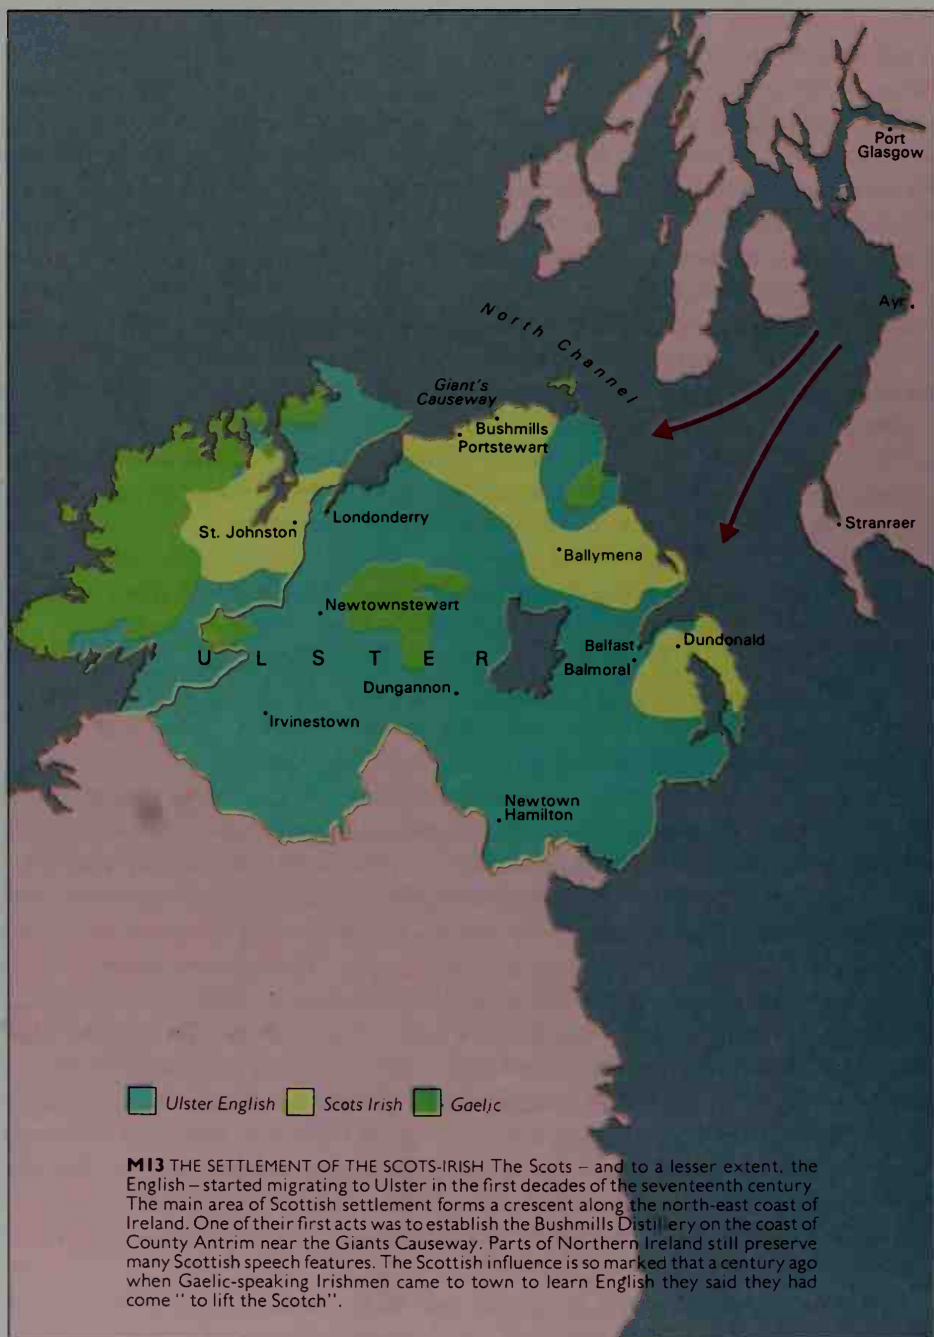 Port
Glasgow
Ayr
North Channel
Giant's
Causeway
Bushmills
Portstewart
Stranraer
St. Johnston
Londonderry
Ballymena
Newtownstewart
Belfast
Dundonald
Balmoral
ULSTER
Dungannon
Irvinestown
Newtown
Hamilton
Ulster English Scots Irish Gaelic
M13 THE SETTLEMENT OF THE SCOTS-IRISH The Scots – and to a lesser extent, the
English – started migrating to Ulster in the first decades of the seventeenth century
The main area of Scottish settlement forms a crescent along the north-east coast of
Ireland. One of their first acts was to establish the Bushmills Distillery on the coast of
County Antrim near the Giants Causeway. Parts of Northern Ireland still preserve
many Scottish speech features. The Scottish influence is so marked that a century ago
when Gaelic-speaking Irishmen came to town to learn English they said they had
come " to lift the Scotch".